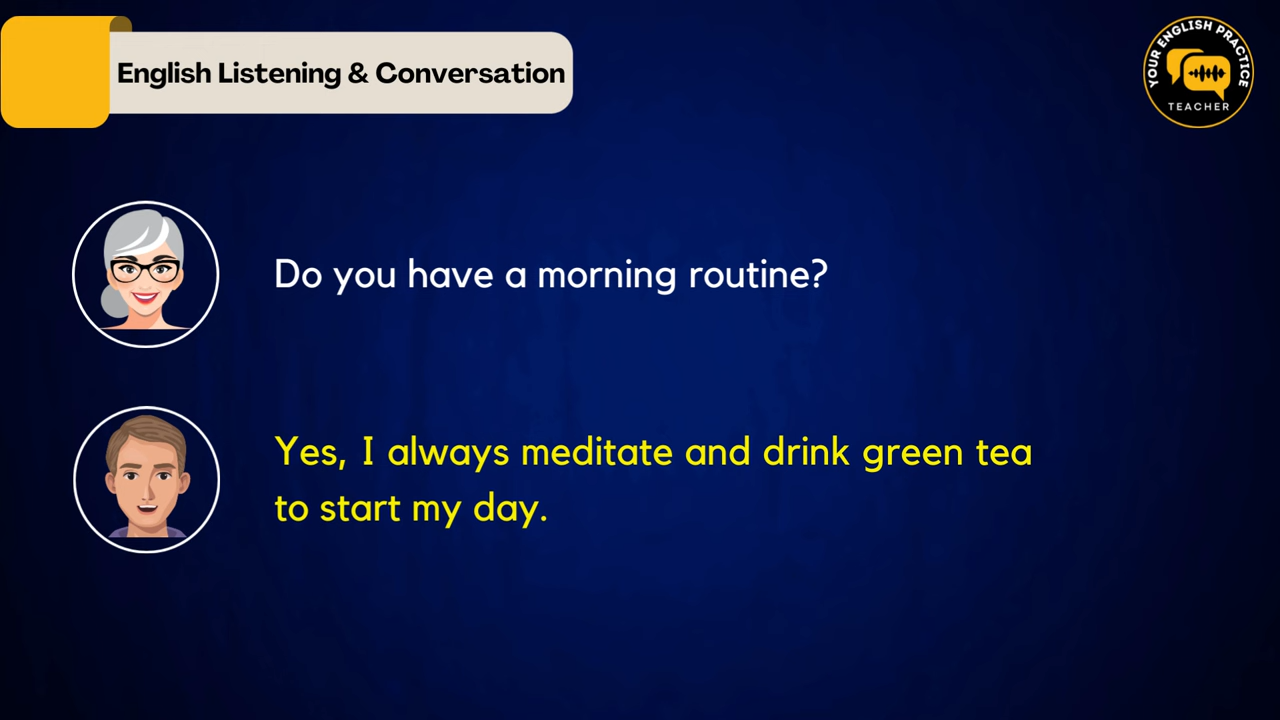 English Listening & Conversation
YOUR ENGLISH PRACTICE
TEACHER
Do you have a morning routine?
Yes, I always meditate and drink green tea
to start my day.